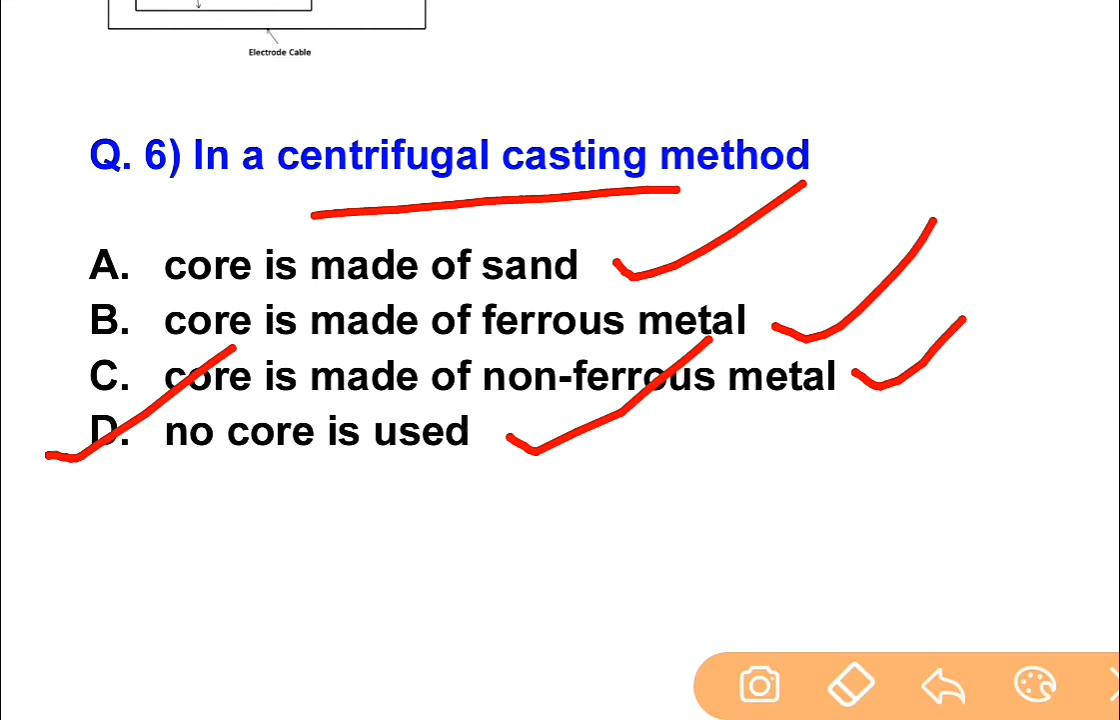 Electrode Cable
Q. 6) In a centrifugal casting method
A. core is made of sand
B. core is made of ferrous metal
C. core is made of non-ferrous metal
D. no core is used